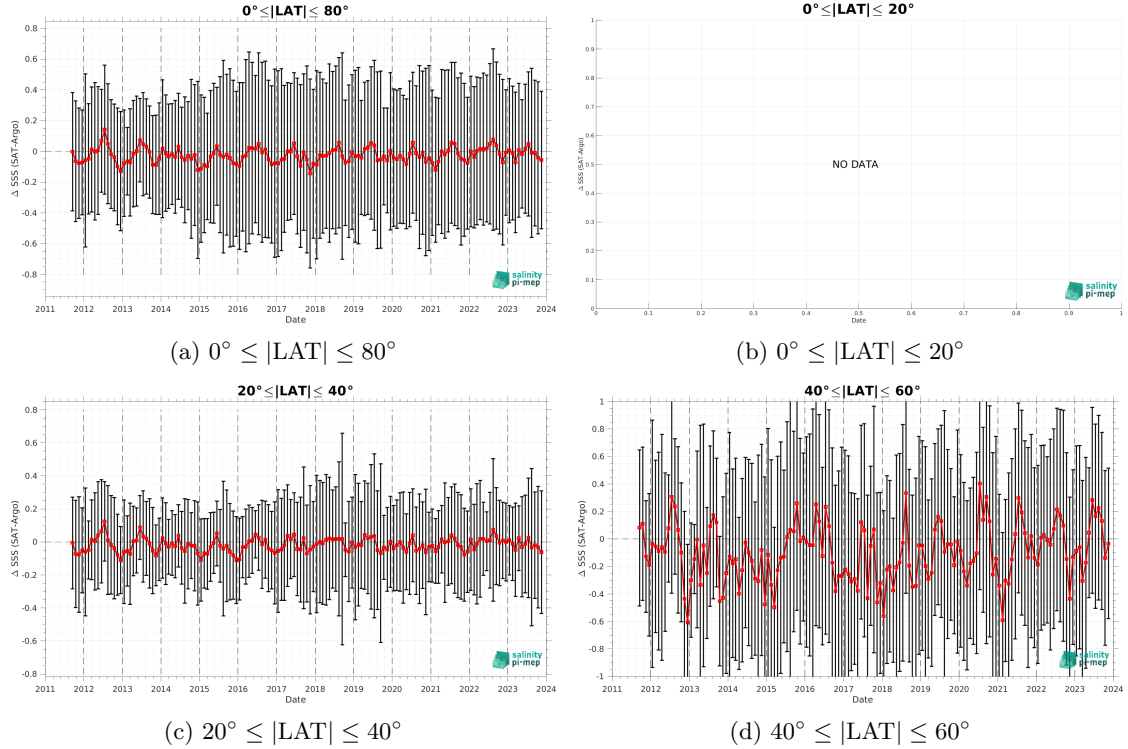 0°≤|LAT|≤ 80°
0.8
0.6
0.4
0.2
0
-0.2
-0.4
-0.6
-0.8
Δ SSS (SAT-Argo)
2011 2012 2013 2014 2015 2016 2017 2018 2019 2020 2021 2022 2023 2024
Date
salinity
pi-mep
(a) 0° ≤ |LAT| ≤ 80°
0°≤|LAT|≤ 20°
1
0.9
0.8
0.7
0.6
0.5
0.4
0.3
0.2
0.1
0
Δ SSS (SAT-Argo)
NO DATA
0 0.1 0.2 0.3 0.4 0.5 0.6 0.7 0.8 0.9 1
Date
salinity
pi-mep
(b) 0° ≤ |LAT| ≤ 20°
20°≤|LAT|≤ 40°
0.8
0.6
0.4
0.2
0
-0.2
-0.4
-0.6
-0.8
Δ SSS (SAT-Argo)
2011 2012 2013 2014 2015 2016 2017 2018 2019 2020 2021 2022 2023 2024
Date
salinity
pi-mep
(c) 20° ≤ |LAT| ≤ 40°
40°≤|LAT|≤ 60°
1
0.8
0.6
0.4
0.2
0
-0.2
-0.4
-0.6
-0.8
-1
Δ SSS (SAT-Argo)
2011 2012 2013 2014 2015 2016 2017 2018 2019 2020 2021 2022 2023 2024
Date
salinity
pi-mep
(d) 40° ≤ |LAT| ≤ 60°